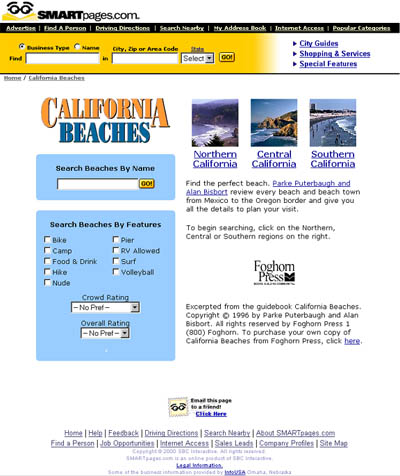 SMARTpages.com.
Advertise | Find A Person | Driving Directions | Search Nearby | My Address Book | Internet Access | Popular Categories
Business Type Name City, Zip or Area Code State
Find in Select GO!
City Guides
Shopping & Services
Special Features
Home / California Beaches
CALIFORNIA
BEACHES
Search Beaches By Name
GO!
Search Beaches By Features
Bike Pier
Camp RV Allowed
Food & Drink Surf
Hike Volleyball
Nude
Crowd Rating
-- No Pref --
Overall Rating
-- No Pref --
Northern California
Central California
Southern California
Find the perfect beach. Parke Puterbaugh and
Alan Bisbort review every beach and beach town
from Mexico to the Oregon border and give you
all the details to plan your visit.
To begin searching, click on the Northern,
Central or Southern regions on the right.
Foghorn
Press
Excerpted from the guidebook California Beaches.
Copyright © 1996 by Parke Puterbaugh and Alan
Bisbort. All rights reserved by Foghorn Press 1
(800) Foghorn. To purchase your own copy of
California Beaches from Foghorn Press, click here.
Email this page
to a friend!
Click Here
Home | Help | Feedback | Driving Directions | Search Nearby | About SMARTpages.com
Find a Person | Job Opportunities | Internet Access | Sales Leads | Company Profiles | Site Map
Copyright © 2000 SBC Interactive. All rights reserved.
SMARTpages.com is an online product of SBC Interactive.
Legal Information.
Some of the business information provided by InfoUSA Omaha, Nebraska